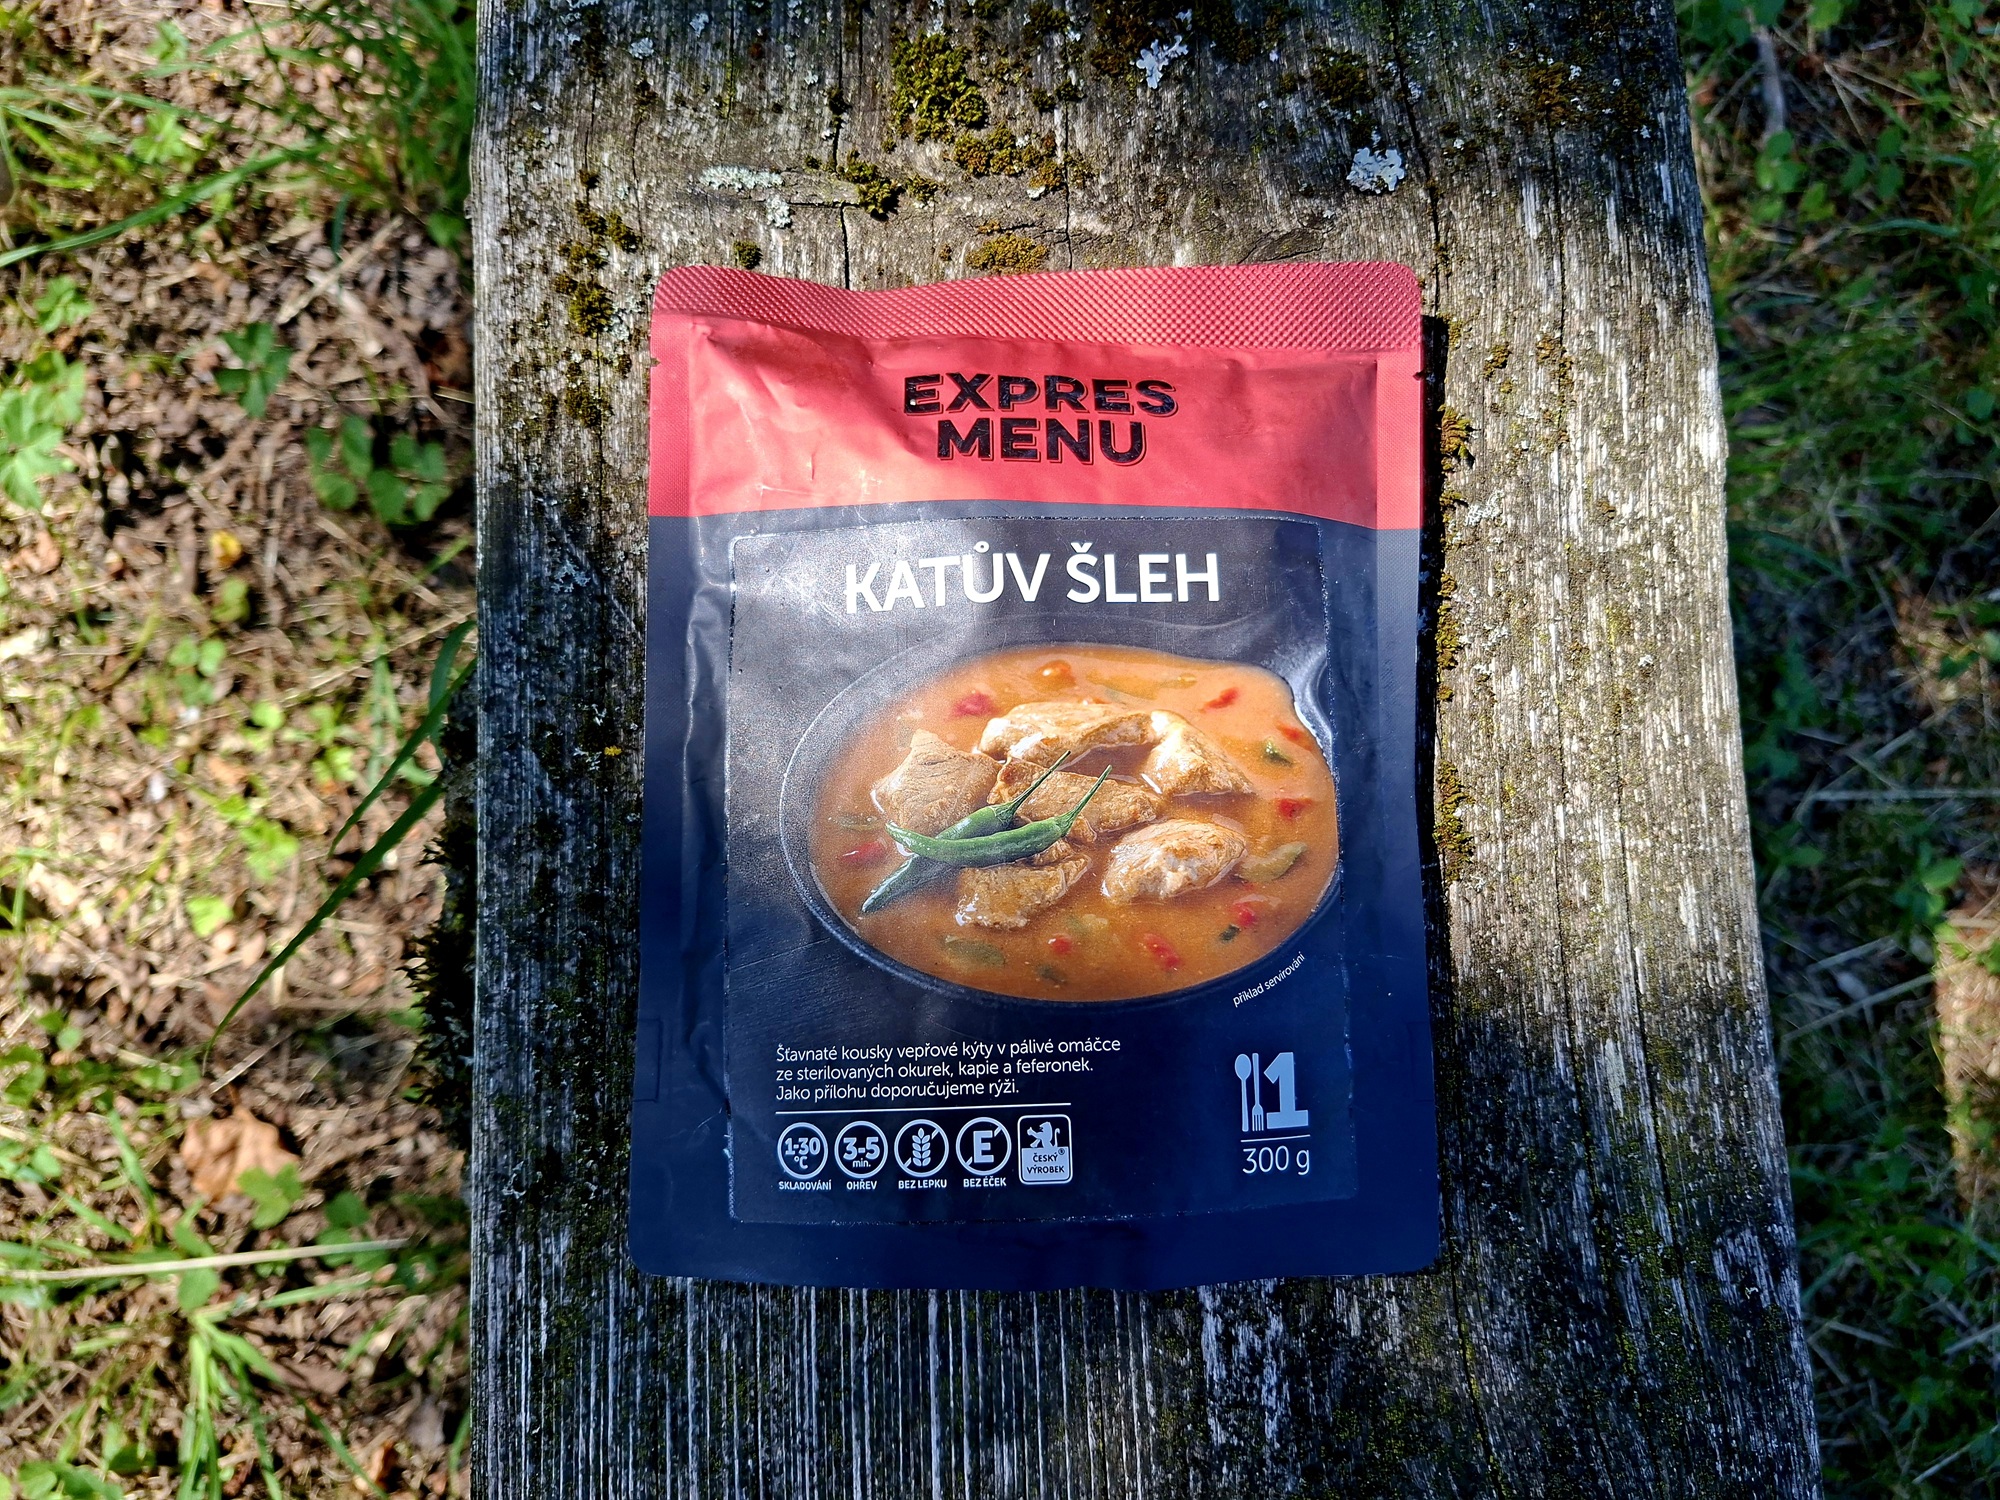 EXPRES
MENU
KATŮV ŠLEH
příklad servírování
Šťavnaté kousky vepřové kýty v pálivé omáčce
ze sterilovaných okurek, kapie a feferonek.
Jako přílohu doporučujeme rýži.
1
300 g
1-30
°C
SKLADOVÁNÍ
3-5
min.
OHŘEV
BEZ LEPKU
E
BEZ ÉČEK
ČESKÝ®
VÝROBEK